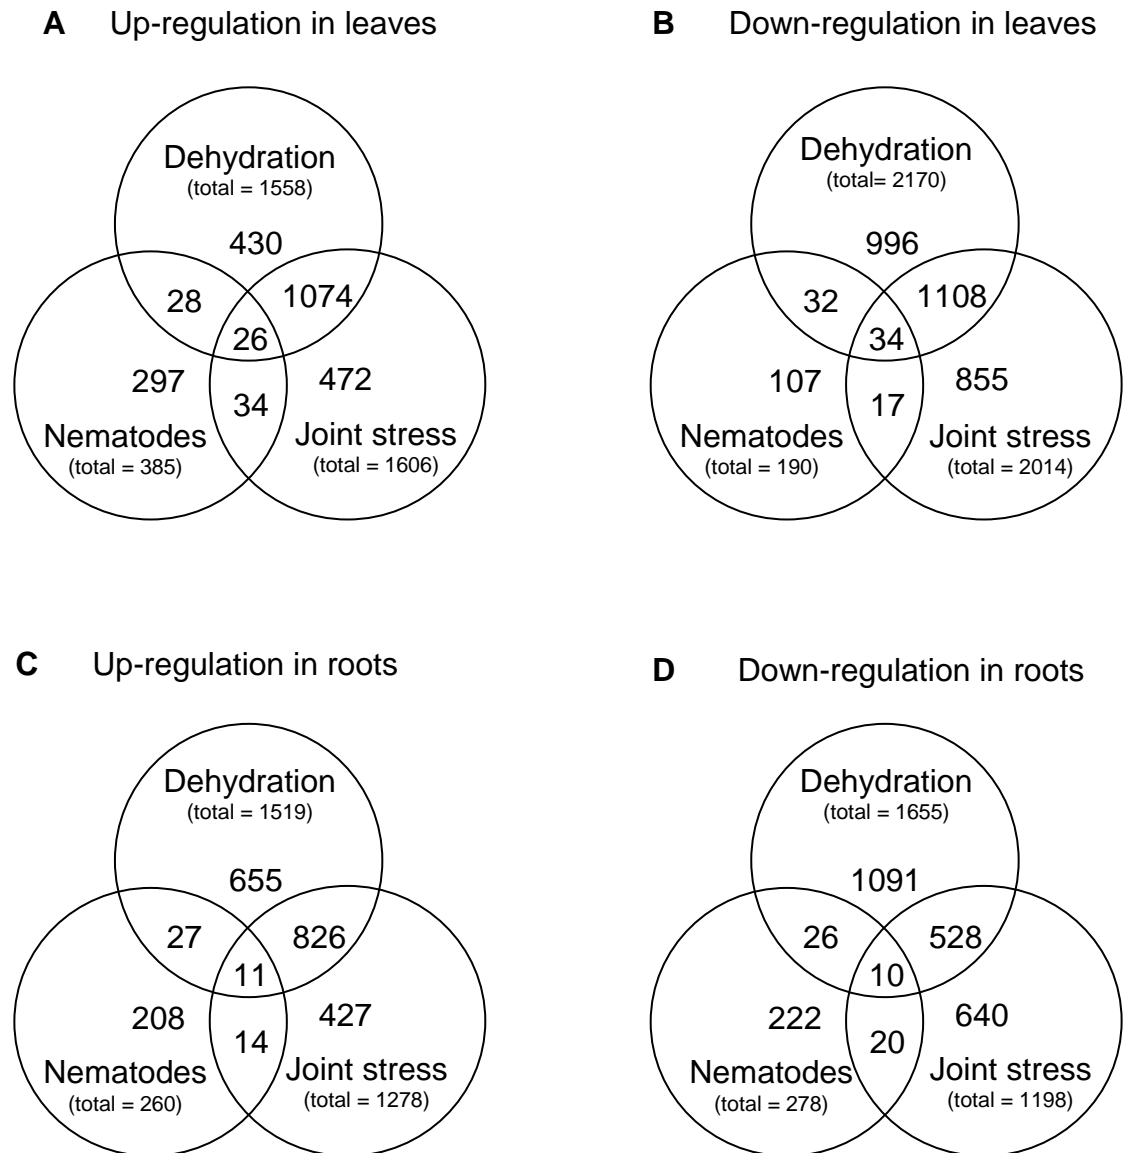 A Up-regulation in leaves
Dehydration
(total = 1558)
430
28
1074
26
297
472
34
Nematodes
(total = 385)
Joint stress
(total = 1606)
B Down-regulation in leaves
Dehydration
(total= 2170)
996
32
1108
34
107
855
17
Nematodes
(total = 190)
Joint stress
(total = 2014)
C Up-regulation in roots
Dehydration
(total = 1519)
655
27
826
11
208
427
14
Nematodes
(total = 260)
Joint stress
(total = 1278)
D Down-regulation in roots
Dehydration
(total = 1655)
1091
26
528
10
222
640
20
Nematodes
(total = 278)
Joint stress
(total = 1198)